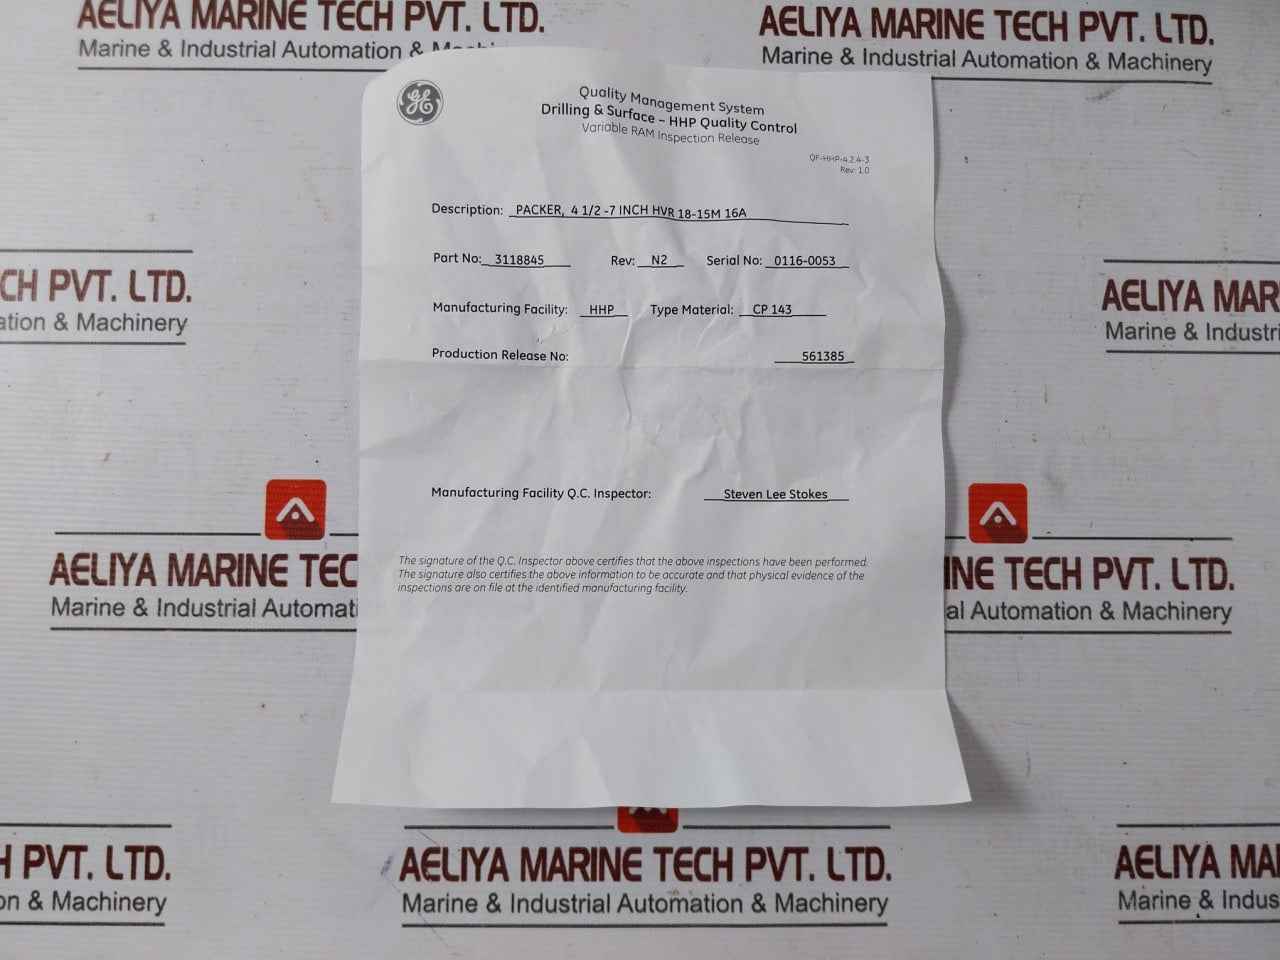 AELIYA MARINE TECH PVT. LTD.
Marine & Industrial Automation &
AELIYA MARINE TECH PVT. LTD.
Marine & Industrial Automation & Machinery
GE
Quality Management System
Drilling & Surface – HHP Quality Control
Variable RAM Inspection Release
QF-HHP-4.2.4-3
Rev: 1.0
Description: PACKER, 4 1/2 -7 INCH HVR 18-15M 16A
Part No: 3118845 Rev: N2 Serial No: 0116-0053
Manufacturing Facility: HHP Type Material: CP 143
Production Release No: 561385
Manufacturing Facility Q.C. Inspector: Steven Lee Stokes
The signature of the Q.C. Inspector above certifies that the above inspections have been performed.
The signature also certifies the above information to be accurate and that physical evidence of the
inspections are on file at the identified manufacturing facility.
CH PVT. LTD.
ation & Machinery
AELIYA MAR
Marine & Industri
AELIYA MARINE TEC
Marine & Industrial Automati
INE TECH PVT. LTD.
al Automation & Machinery
H PVT. LTD.
on & Machinery
AELIYA MARINE TECH PVT. LTD.
Marine & Industrial Automation & Machinery
AELIYA MA
Marine & Indus